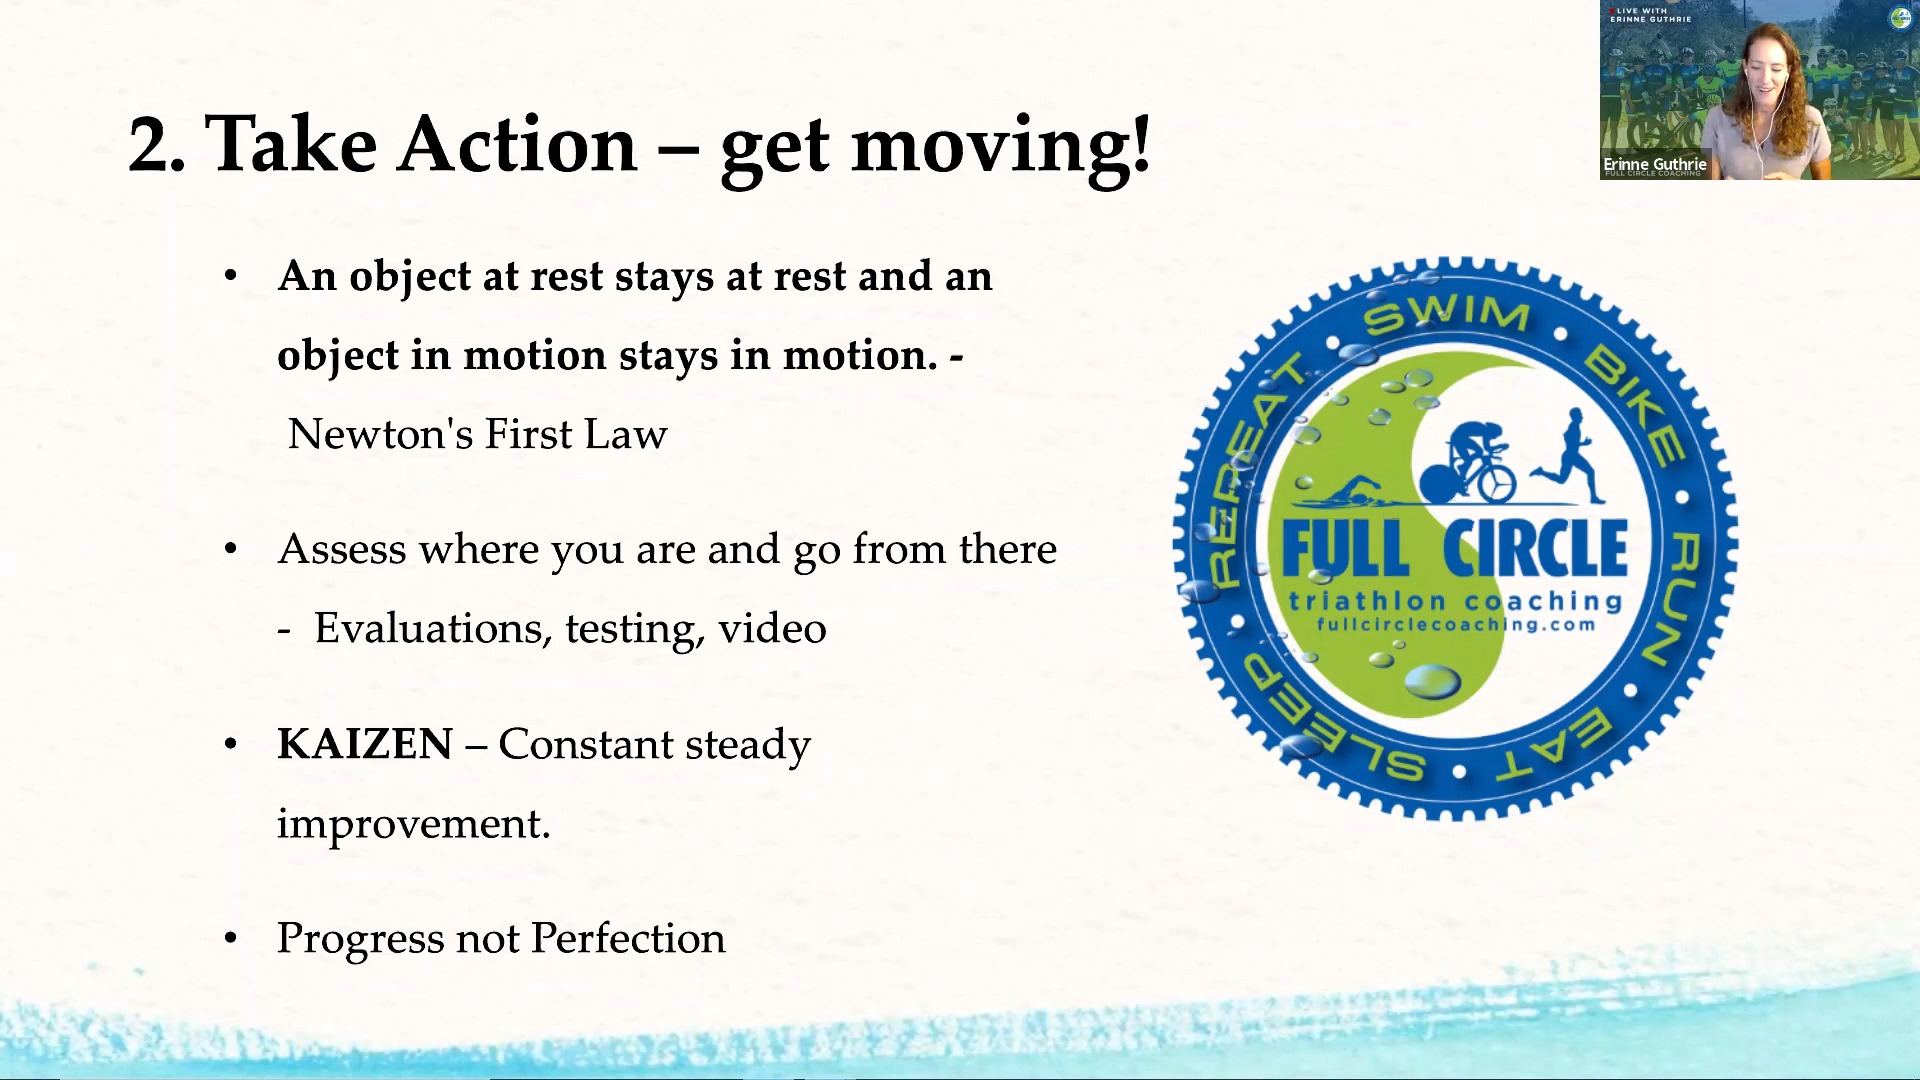 LIVE WITH
ERINNE GUTHRIE
Erinne Guthrie
FULL CIRCLE COACHING
2. Take Action – get moving!
• An object at rest stays at rest and an
object in motion stays in motion. -
Newton's First Law
• Assess where you are and go from there
- Evaluations, testing, video
• KAIZEN – Constant steady
improvement.
• Progress not Perfection
SWIM • BIKE • RUN • EAT • SLEEP • REPEAT •
FULL CIRCLE
triathlon coaching
fullcirclecoaching.com